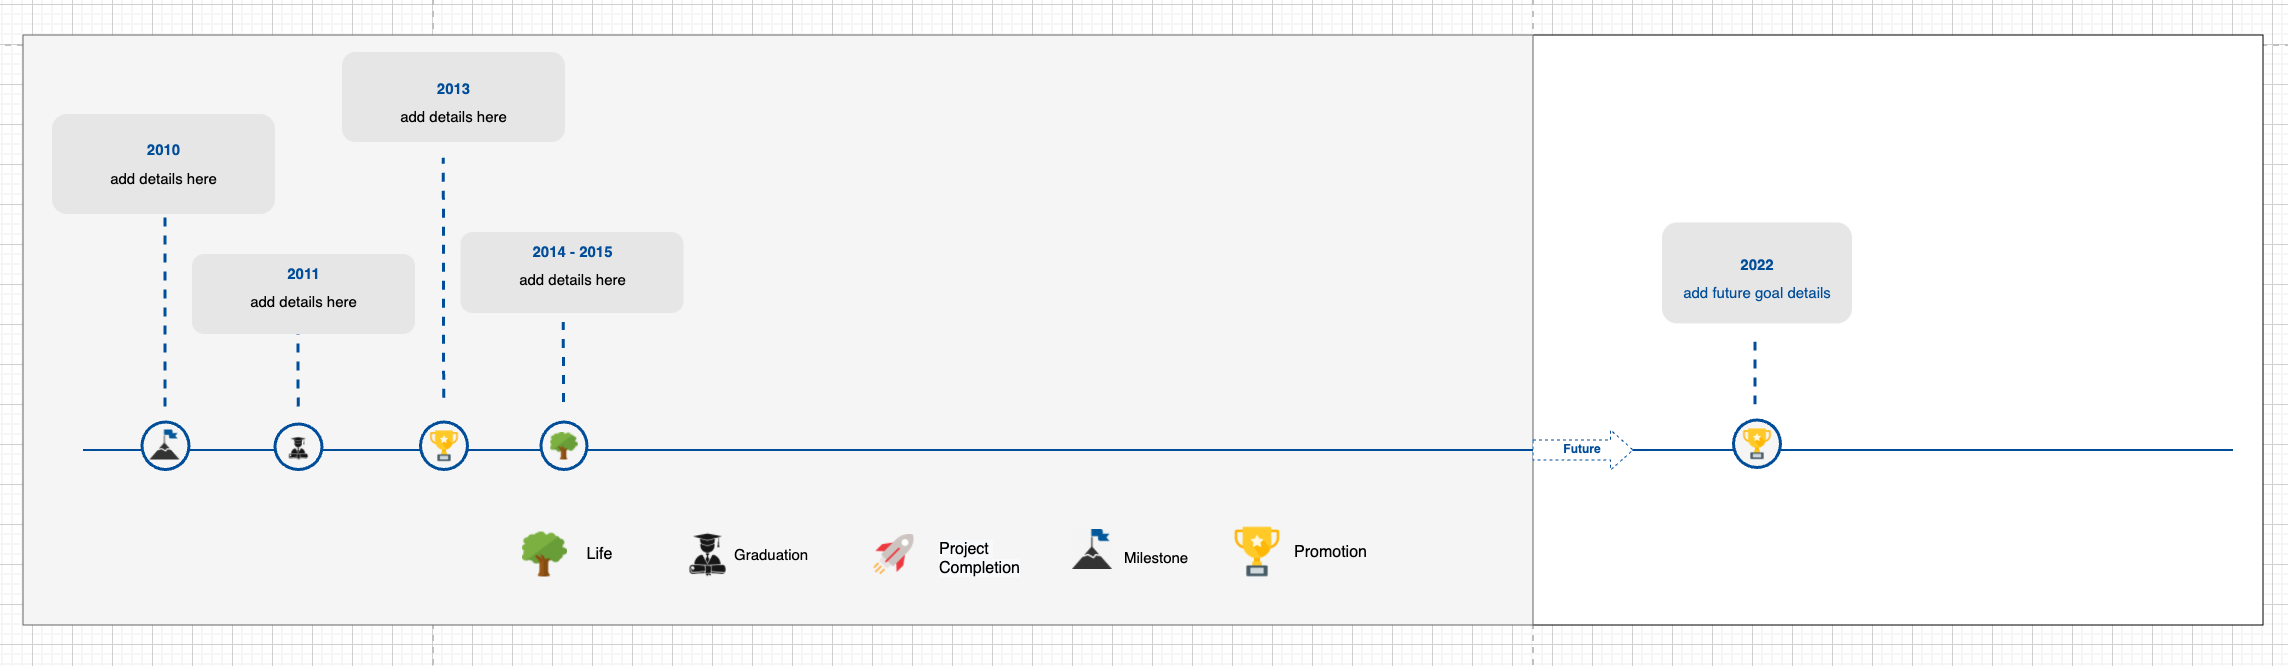 2013
add details here
2010
add details here
2011
add details here
2014 - 2015
add details here
2022
add future goal details
Future
Life
Graduation
Project
Completion
Milestone
Promotion